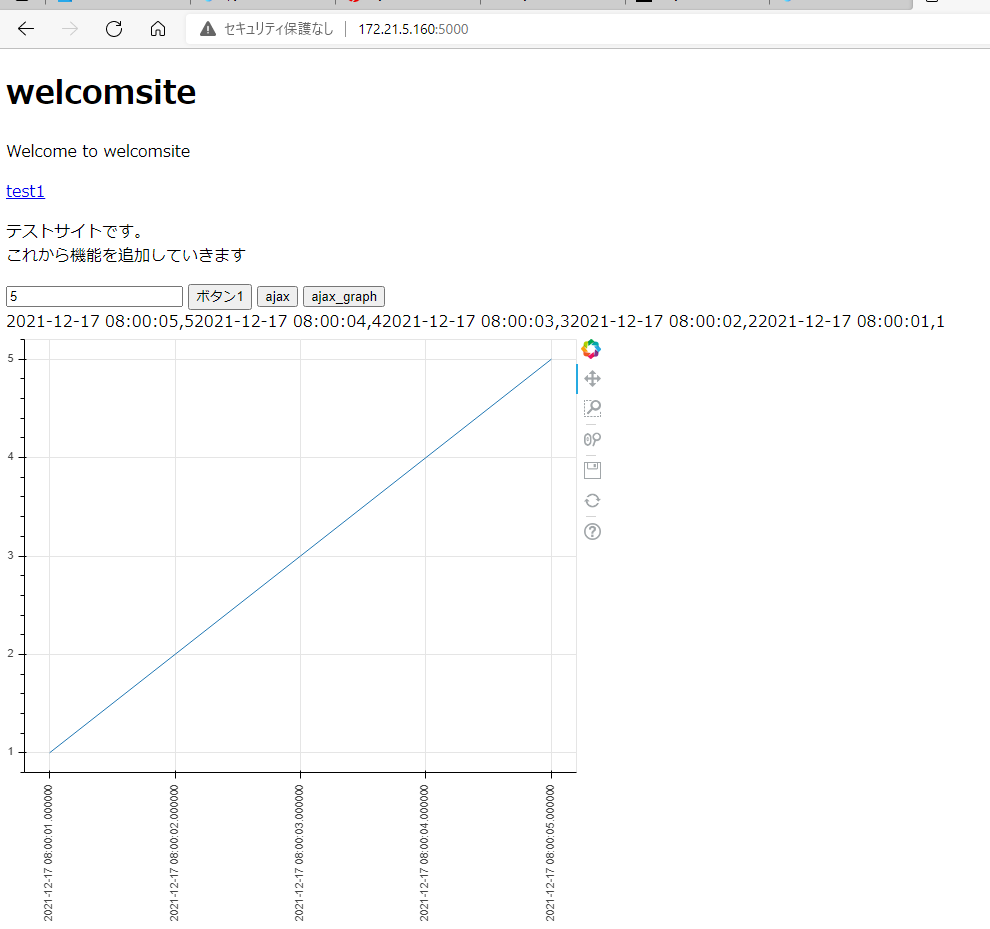 セキュリティ保護なし 172.21.5.160:5000
welcomsite
Welcome to welcomsite
test1
テストサイトです。
これから機能を追加していきます
5 ボタン1 ajax ajax_graph
2021-12-17 08:00:05,52021-12-17 08:00:04,42021-12-17 08:00:03,32021-12-17 08:00:02,22021-12-17 08:00:01,1
5
4
3
2
1
2021-12-17 08:00:01.000000
2021-12-17 08:00:02.000000
2021-12-17 08:00:03.000000
2021-12-17 08:00:04.000000
2021-12-17 08:00:05.000000